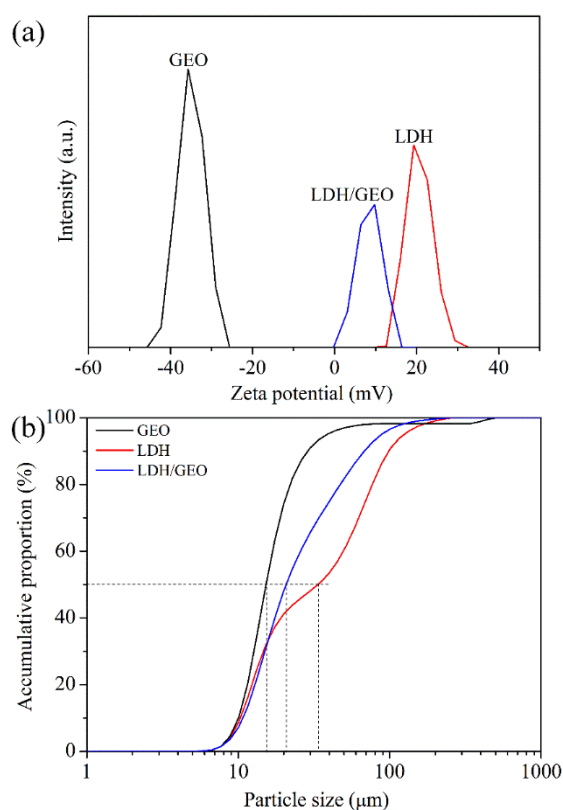 (a)
GEO
LDH
LDH/GEO
Intensity (a.u.)
-60 -40 -20 0 20 40
Zeta potential (mV)
(b)
100
80
60
40
20
0
GEO
LDH
LDH/GEO
Accumulative proportion (%)
1 10 100 1000
Particle size (μm)